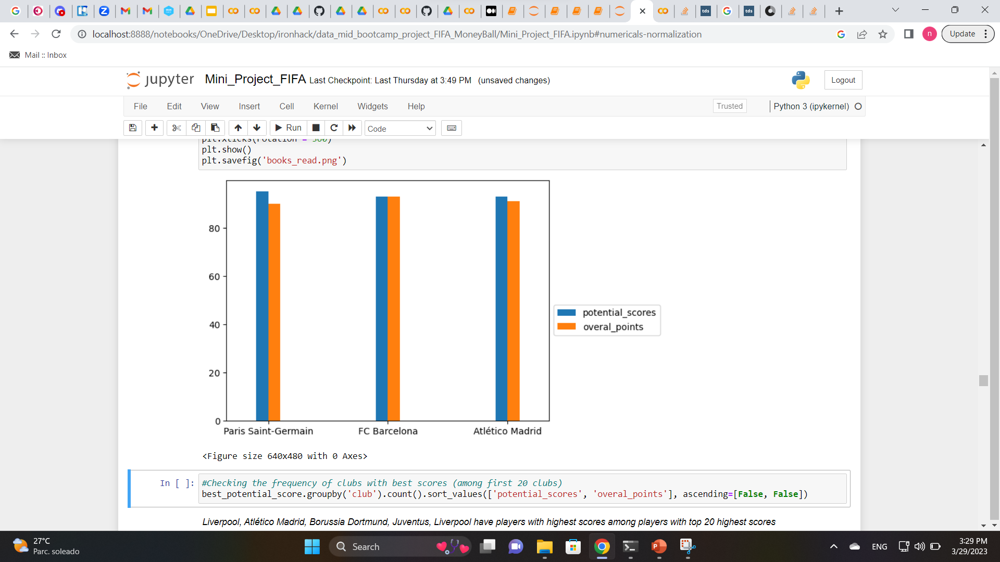 tds
tds
localhost:8888/notebooks/OneDrive/Desktop/ironhack/data_mid_bootcamp_project_FIFA_MoneyBall/Mini_Project_FIFA.ipynb#numericals-normalization
n
Update
Mail :: Inbox
jupyter Mini_Project_FIFA Last Checkpoint: Last Thursday at 3:49 PM (unsaved changes)
Logout
File Edit View Insert Cell Kernel Widgets Help
Trusted
Python 3 (ipykernel)
Run
Code
plt.xticks(rotation = 360)
plt.show()
plt.savefig('books_read.png')
80
60
40
20
0
Paris Saint-Germain FC Barcelona Atlético Madrid
potential_scores
overal_points
<Figure size 640x480 with 0 Axes>
In [ ]:
#Checking the frequency of clubs with best scores (among first 20 clubs)
best_potential_score.groupby('club').count().sort_values(['potential_scores', 'overal_points'], ascending=[False, False])
Liverpool, Atlético Madrid, Borussia Dortmund, Juventus, Liverpool have players with highest scores among players with top 20 highest scores
27°C
Parc. soleado
Search
ENG
3:29 PM
3/29/2023